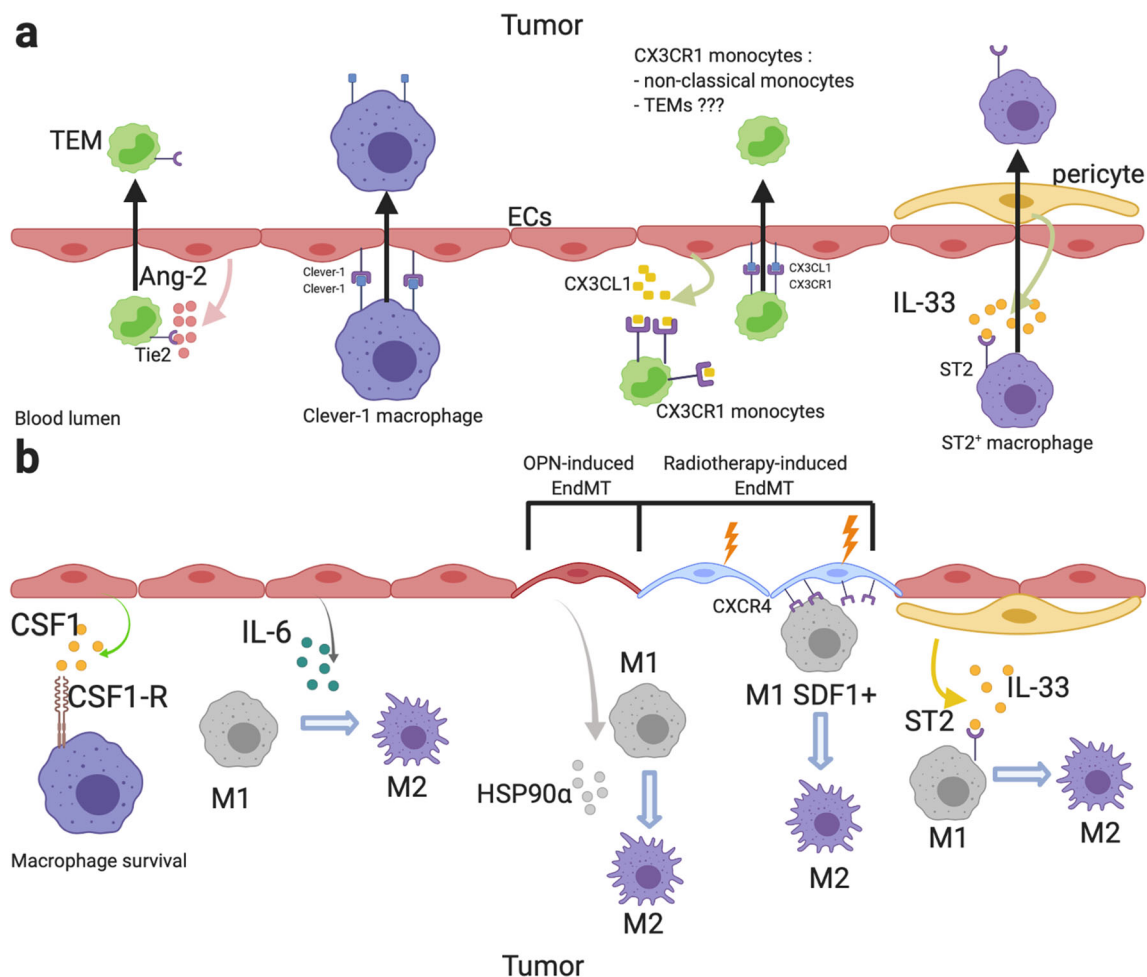 a
Tumor
CX3CR1 monocytes :
- non-classical monocytes
- TEMs ???
TEM
pericyte
ECs
Ang-2
Clever-1
Clever-1
CX3CL1
CX3CL1
CX3CR1
IL-33
Tie2
ST2
Blood lumen
Clever-1 macrophage
CX3CR1 monocytes
ST2⁺ macrophage
b
OPN-induced
EndMT
Radiotherapy-induced
EndMT
CSF1
IL-6
CXCR4
CSF1-R
M1
M1 SDF1+
IL-33
ST2
M1
M2
HSP90α
M1
M2
Macrophage survival
M2
M2
Tumor